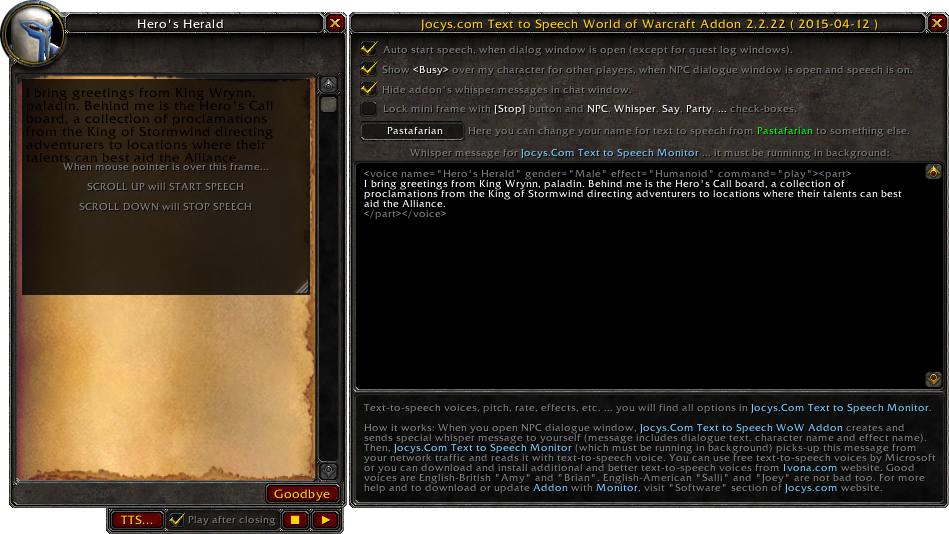 Hero's Herald
I bring greetings from King Wrynn,
paladin. Behind me is the Hero's Call
board, a collection of proclamations
from the King of Stormwind directing
adventurers to locations where their
talents can best aid the Alliance.
When mouse pointer is over this frame...
SCROLL UP will START SPEECH
SCROLL DOWN will STOP SPEECH
Goodbye
TTS...
Play after closing
Jocys.com Text to Speech World of Warcraft Addon 2.2.22 ( 2015-04-12 )
Auto start speech, when dialog window is open (except for quest log windows).
Show <Busy> over my character for other players, when NPC dialogue window is open and speech is on.
Hide addon's whisper messages in chat window.
Lock mini frame with [Stop] button and NPC, Whisper, Say, Party, ... check-boxes.
Pastafarian
Here you can change your name for text to speech from Pastafarian to something else.
Whisper message for Jocys.Com Text to Speech Monitor ... it must be running in background:
<voice name="Hero's Herald" gender="Male" effect="Humanoid" command="play"><part>
I bring greetings from King Wrynn, paladin. Behind me is the Hero's Call board, a collection of
proclamations from the King of Stormwind directing adventurers to locations where their talents can best
aid the Alliance.
</part></voice>
Text-to-speech voices, pitch, rate, effects, etc. ... you will find all options in Jocys.Com Text to Speech Monitor.
How it works: When you open NPC dialogue window, Jocys.Com Text to Speech WoW Addon creates and
sends special whisper message to yourself (message includes dialogue text, character name and effect name).
Then, Jocys.Com Text to Speech Monitor (which must be running in background) picks-up this message from
your network traffic and reads it with text-to-speech voice. You can use free text-to-speech voices by Microsoft
or you can download and install additional and better text-to-speech voices from Ivona.com website. Good
voices are English-British "Amy" and "Brian". English-American "Salli" and "Joey" are not bad too. For more
help and to download or update Addon with Monitor, visit "Software" section of Jocys.com website.